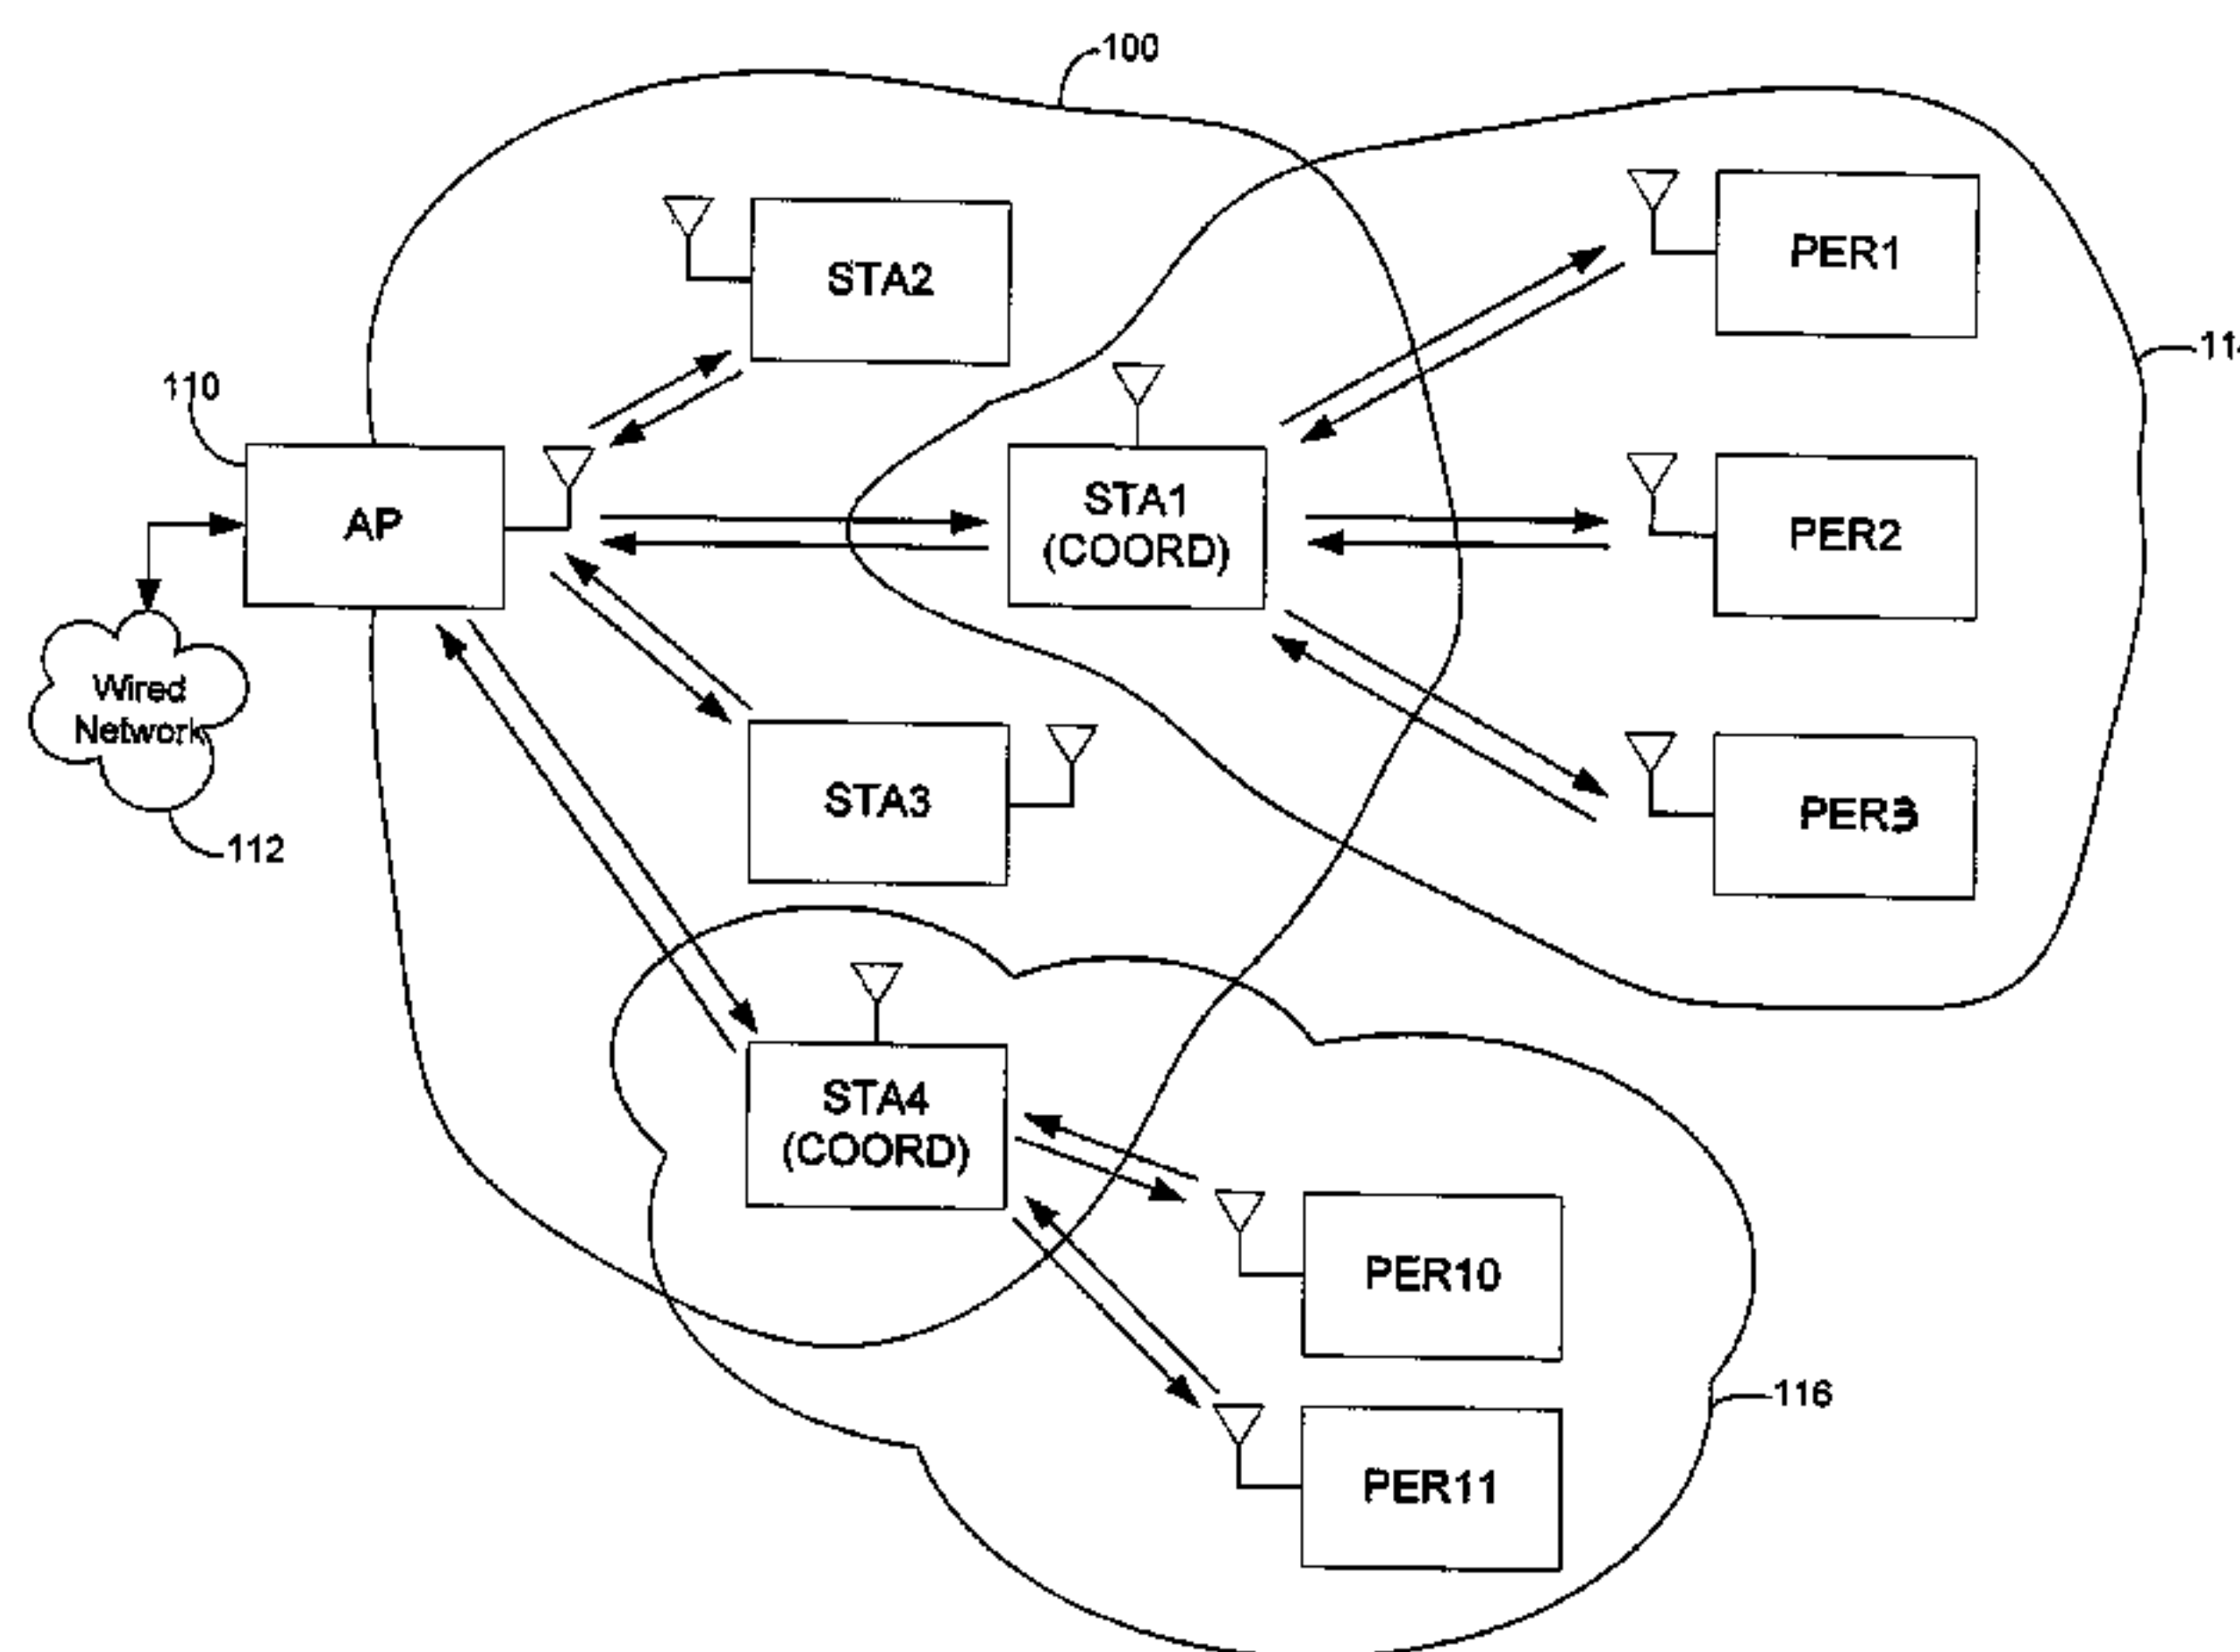 100
STA2
PER1
110
AP
STA1
(COORD)
PER2
Wired
Network
STA3
PER3
112
STA4
(COORD)
PER10
116
PER11